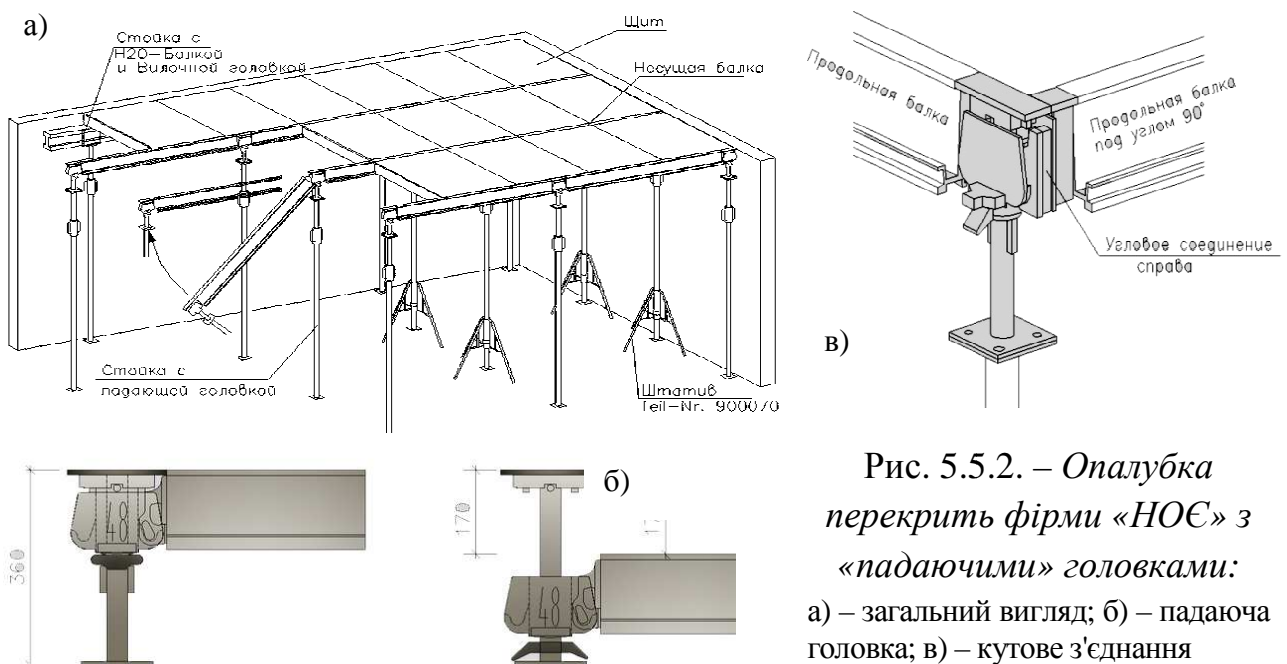 а)
Стойка с
Н20-Балкой
и Вилочной головкой
Щит
Несущая балка
Стойка с
падающей головкой
Штатив
Teil-Nr. 900070
Продольная балка
Продольная балка
под углом 90°
Угловое соединение
справа
в)
360
48
б)
170
48
Рис. 5.5.2. – Опалубка
перекрить фірми «НОЄ» з
«падаючими» головками:
а) – загальний вигляд; б) – падаюча
головка; в) – кутове з'єднання